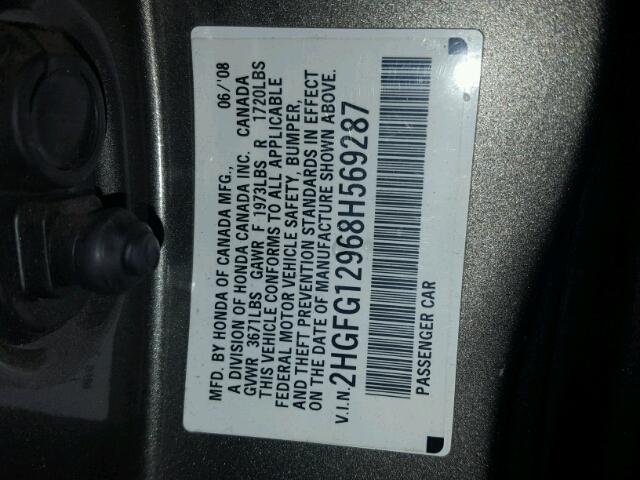 MFD. BY HONDA OF CANADA MFG., 06/'08
A DIVISION OF HONDA CANADA INC. CANADA
GVWR 3671LBS GAWR F 1973LBS R 1720LBS
THIS VEHICLE CONFORMS TO ALL APPLICABLE
FEDERAL MOTOR VEHICLE SAFETY, BUMPER,
AND THEFT PREVENTION STANDARDS IN EFFECT
ON THE DATE OF MANUFACTURE SHOWN ABOVE.
V.I.N. 2HGFG12968H569287
PASSENGER CAR